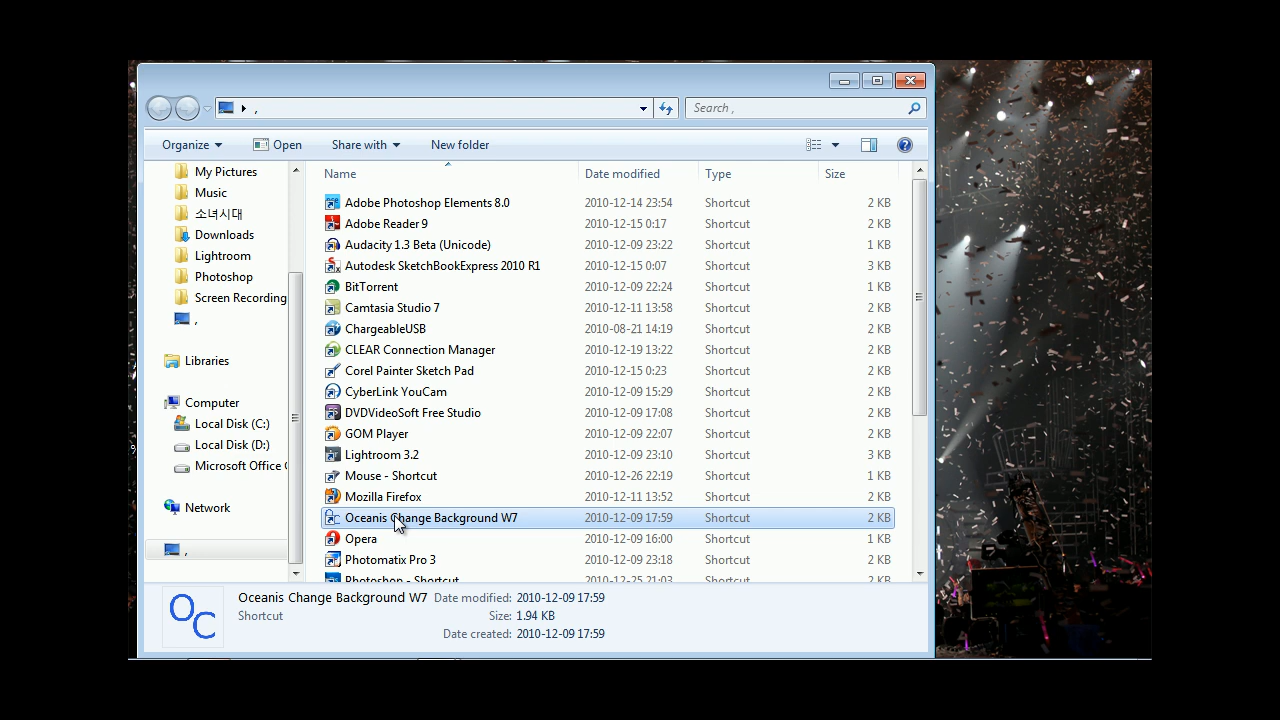 ,
Search ,
Organize
Open
Share with
New folder
My Pictures
Music
소녀시대
Downloads
Lightroom
Photoshop
Screen Recording
,
Libraries
Computer
Local Disk (C:)
Local Disk (D:)
Microsoft Office
Network
,
Name Date modified Type Size
Adobe Photoshop Elements 8.0 2010-12-14 23:54 Shortcut 2 KB
Adobe Reader 9 2010-12-15 0:17 Shortcut 2 KB
Audacity 1.3 Beta (Unicode) 2010-12-09 23:22 Shortcut 1 KB
Autodesk SketchBookExpress 2010 R1 2010-12-15 0:07 Shortcut 3 KB
BitTorrent 2010-12-09 22:24 Shortcut 1 KB
Camtasia Studio 7 2010-12-11 13:58 Shortcut 2 KB
ChargeableUSB 2010-08-21 14:19 Shortcut 2 KB
CLEAR Connection Manager 2010-12-19 13:22 Shortcut 2 KB
Corel Painter Sketch Pad 2010-12-15 0:23 Shortcut 2 KB
CyberLink YouCam 2010-12-09 15:29 Shortcut 2 KB
DVDVideoSoft Free Studio 2010-12-09 17:08 Shortcut 2 KB
GOM Player 2010-12-09 22:07 Shortcut 2 KB
Lightroom 3.2 2010-12-09 23:10 Shortcut 3 KB
Mouse - Shortcut 2010-12-26 22:19 Shortcut 1 KB
Mozilla Firefox 2010-12-11 13:52 Shortcut 2 KB
Oceanis Change Background W7 2010-12-09 17:59 Shortcut 2 KB
Opera 2010-12-09 16:00 Shortcut 1 KB
Photomatix Pro 3 2010-12-09 23:18 Shortcut 2 KB
Photoshop - Shortcut 2010-12-25 21:03 Shortcut 2 KB
OC
Oceanis Change Background W7 Date modified: 2010-12-09 17:59
Shortcut Size: 1.94 KB
Date created: 2010-12-09 17:59